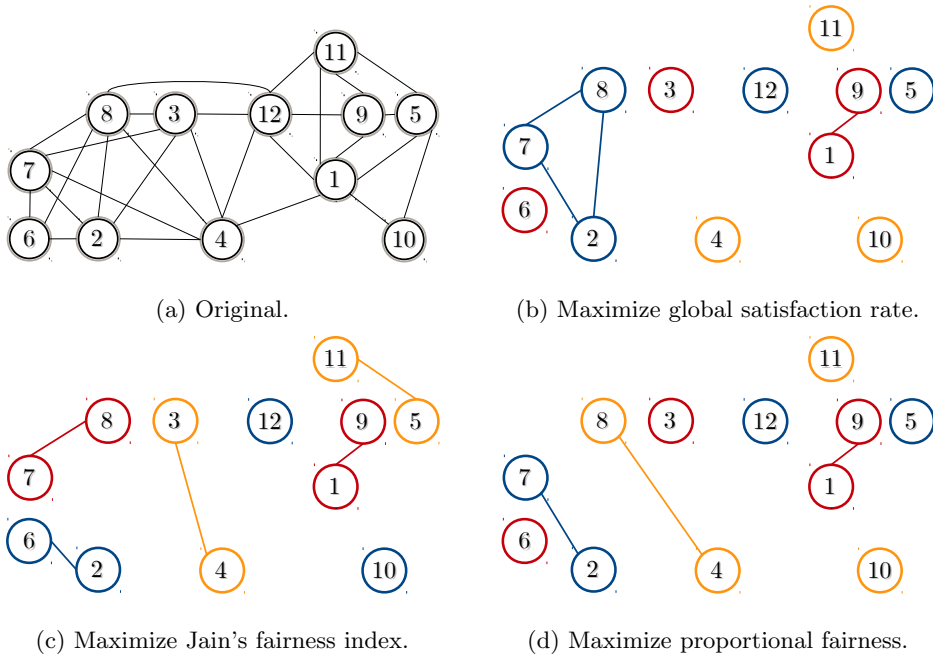 11
8 3 12 9 5
7 1
6 2 4 10
(a) Original.
11
8 3 12 9 5
7 1
6 2 4 10
(b) Maximize global satisfaction rate.
11
8 3 12 9 5
7 1
6 2 4 10
(c) Maximize Jain's fairness index.
11
8 3 12 9 5
7 1
6 2 4 10
(d) Maximize proportional fairness.